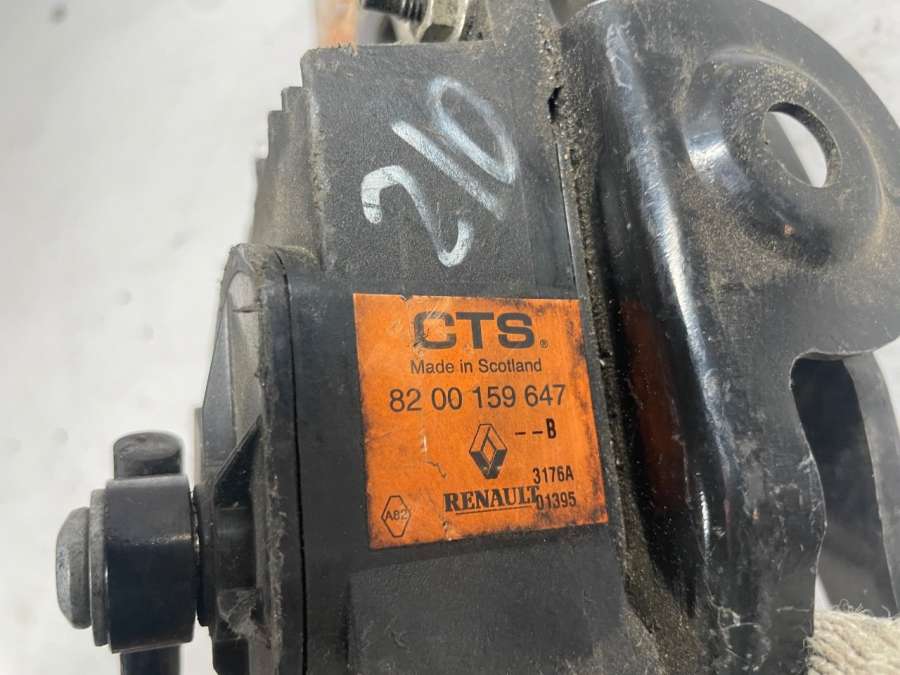 210
CTS®
Made in Scotland
82 00 159 647
--B
3176A
RENAULT 01395
A82